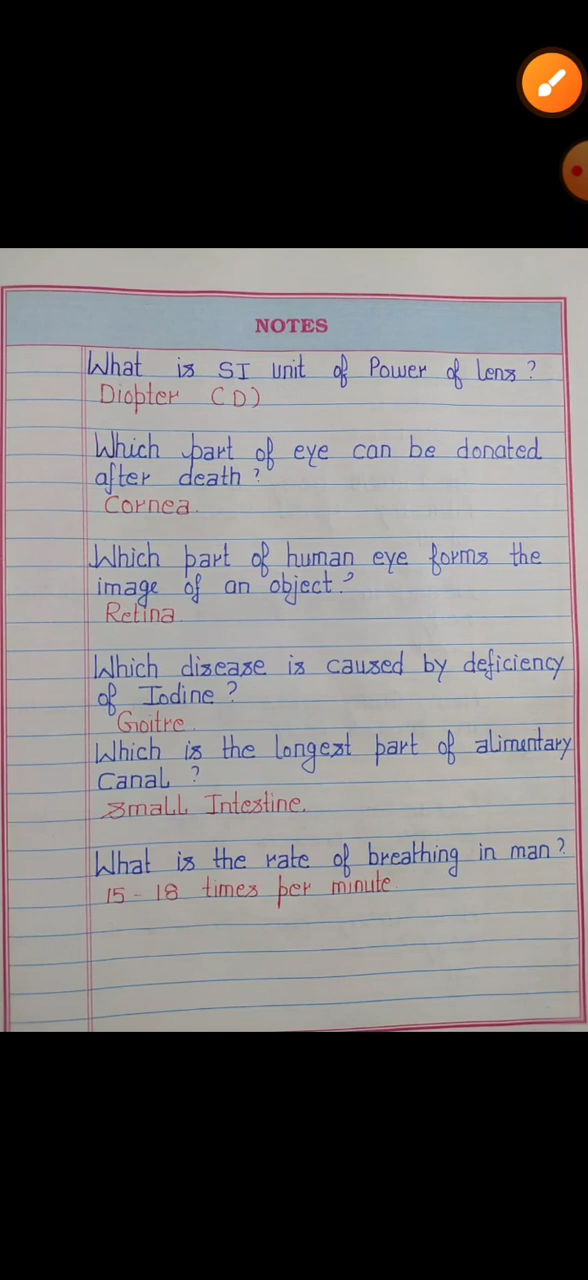 NOTES
What is SI unit of Power of Lens?
Diopter (D)
Which part of eye can be donated
after death?
Cornea.
Which part of human eye forms the
image of an object?
Retina.
Which disease is caused by deficiency
of Iodine?
Goitre.
Which is the longest part of alimentary
Canal?
Small Intestine.
What is the rate of breathing in man?
15-18 times per minute.